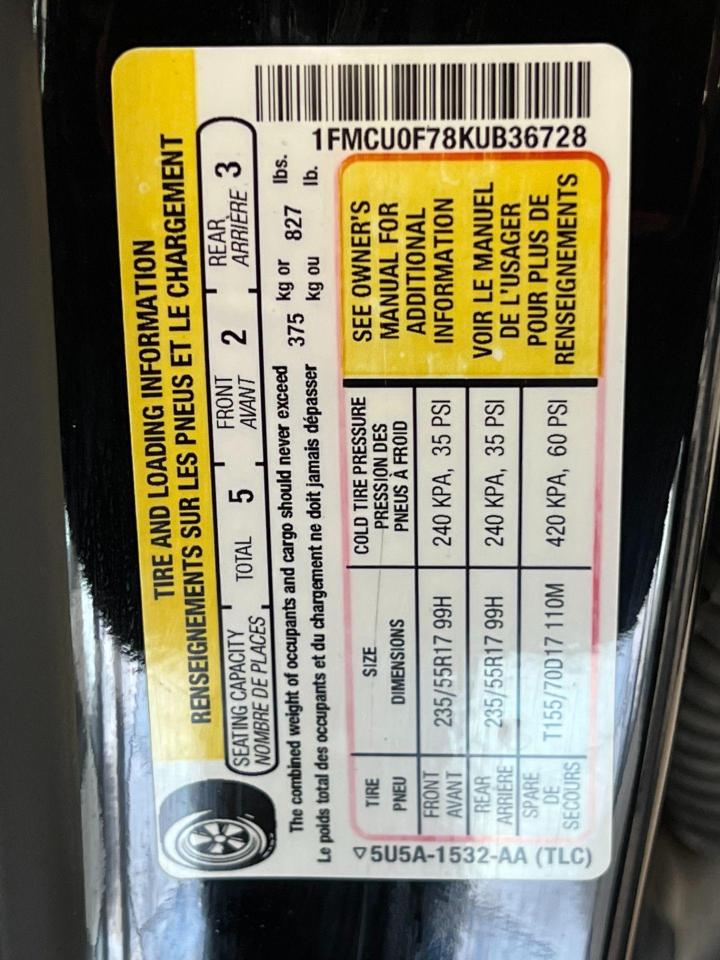 TIRE AND LOADING INFORMATION
RENSEIGNEMENTS SUR LES PNEUS ET LE CHARGEMENT
SEATING CAPACITY TOTAL 5 FRONT 2 REAR 3
NOMBRE DE PLACES AVANT ARRIÈRE
1FMCU0F78KUB36728
The combined weight of occupants and cargo should never exceed 375 kg or 827 lbs.
Le poids total des occupants et du chargement ne doit jamais dépasser kg ou lb.
TIRE SIZE COLD TIRE PRESSURE
PNEU DIMENSIONS PRESSION DES
PNEUS À FROID
FRONT 235/55R17 99H 240 KPA, 35 PSI
AVANT
REAR 235/55R17 99H 240 KPA, 35 PSI
ARRIÈRE
SPARE T155/70D17 110M 420 KPA, 60 PSI
DE
SECOURS
SEE OWNER'S
MANUAL FOR
ADDITIONAL
INFORMATION
VOIR LE MANUEL
DE L'USAGER
POUR PLUS DE
RENSEIGNEMENTS
5U5A-1532-AA (TLC)